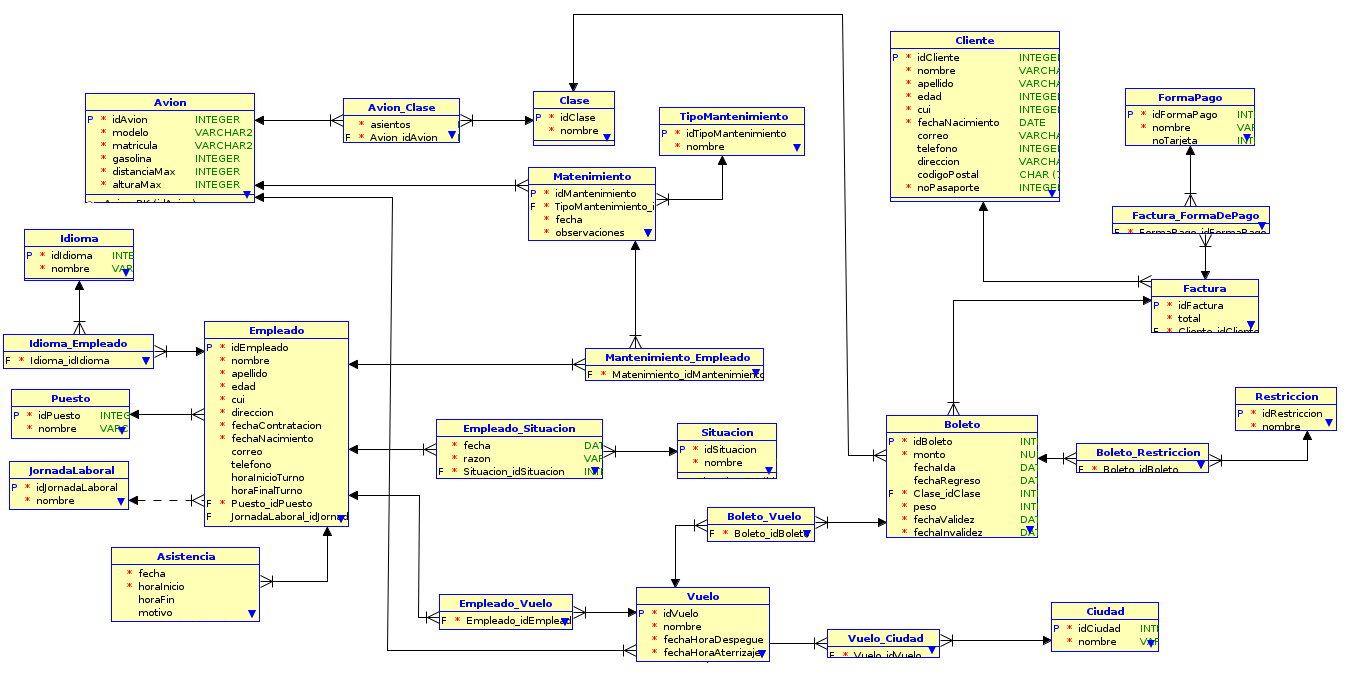 Cliente
P * idCliente INTEGE
* nombre VARCHA
* apellido VARCHA
* edad INTEGE
* cui INTEGE
* fechaNacimiento DATE
correo VARCHA
telefono INTEGE
direccion VARCHA
codigoPostal CHAR (
* noPasaporte INTEGE
FormaPago
P * idFormaPago INT
* nombre VAR
noTarjeta INT
Avion
P * idAvion INTEGER
* modelo VARCHAR2
* matricula VARCHAR2
* gasolina INTEGER
* distanciaMax INTEGER
* alturaMax INTEGER
Avion_Clase
* asientos
F * Avion_idAvion
Clase
P * idClase
* nombre
TipoMantenimiento
P * idTipoMantenimiento
* nombre
Matenimiento
P * idMantenimiento
F * TipoMantenimiento_i
* fecha
* observaciones
Factura_FormaDePago
F * FormaPago_idFormaPago
Idioma
P * idIdioma INTE
* nombre VAR
Factura
P * idFactura
* total
F * Cliente_idCliente
Idioma_Empleado
F * Idioma_idIdioma
Empleado
P * idEmpleado
* nombre
* apellido
* edad
* cui
* direccion
* fechaContratacion
* fechaNacimiento
correo
telefono
horaInicioTurno
horaFinalTurno
F * Puesto_idPuesto
F JornadaLaboral_idJornad
Mantenimiento_Empleado
F * Matenimiento_idMantenimiento
Puesto
P * idPuesto INTEG
* nombre VARC
Restriccion
P * idRestriccion
* nombre
Empleado_Situacion
* fecha DAT
* razon VAR
F * Situacion_idSituacion INT
Situacion
P * idSituacion
* nombre
Boleto
P * idBoleto INT
* monto NU
fechaIda DA
fechaRegreso DA
F * Clase_idClase INT
* peso INT
* fechaValidez DA
* fechaInvalidez DA
Boleto_Restriccion
F * Boleto_idBoleto
JornadaLaboral
P * idJornadaLaboral
* nombre
Boleto_Vuelo
F * Boleto_idBoleto
Asistencia
* fecha
* horaInicio
horaFin
motivo
Empleado_Vuelo
F * Empleado_idEmplead
Vuelo
P * idVuelo
* nombre
* fechaHoraDespegue
* fechaHoraAterrizaje
Vuelo_Ciudad
F * Vuelo_idVuelo
Ciudad
P * idCiudad INT
* nombre VAR